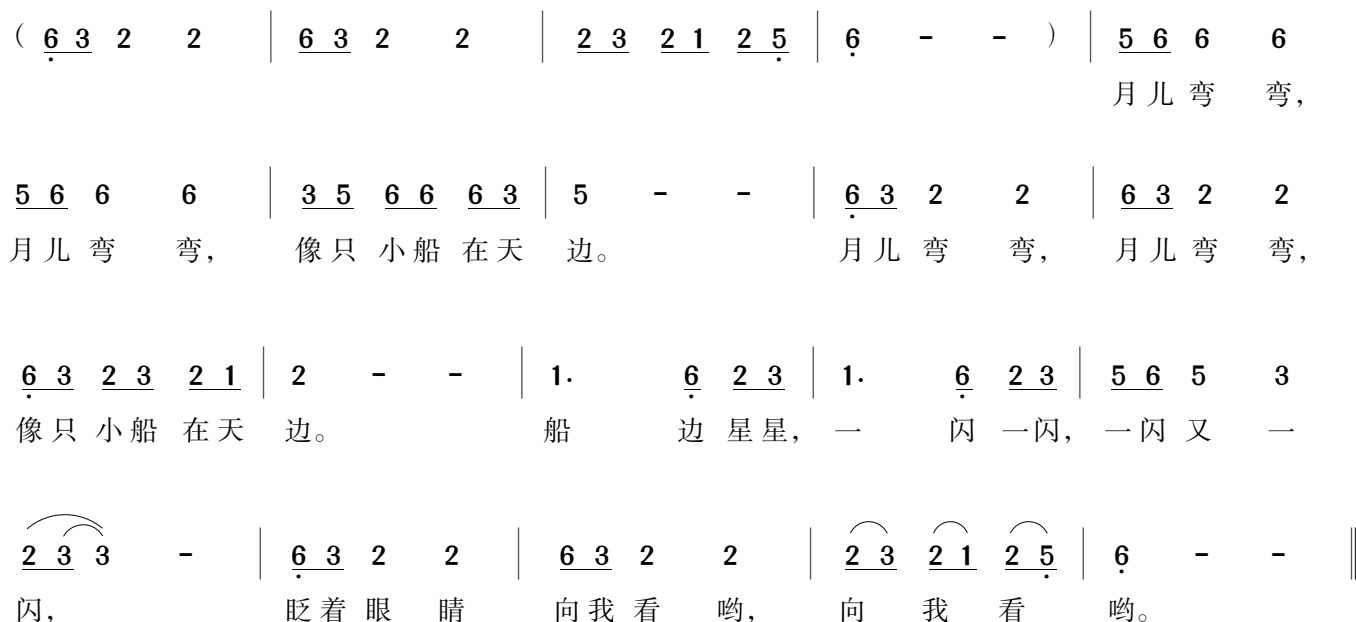 ( 6 3 2 2 | 6 3 2 2 | 2 3 2 1 2 5 | 6 - - ) | 5 6 6 6
月儿弯 弯，
5 6 6 6 | 3 5 6 6 6 3 | 5 - - | 6 3 2 2 | 6 3 2 2
月儿弯 弯， 像只 小船 在天 边。 月儿弯 弯， 月儿弯 弯，
6 3 2 3 2 1 | 2 - - | 1. 6 2 3 | 1. 6 2 3 | 5 6 5 3
像只 小船 在天 边。 船 边 星星， 一 闪 一闪， 一闪 又 一
2 3 3 - | 6 3 2 2 | 6 3 2 2 | 2 3 2 1 2 5 | 6 - - ||
闪， 眨着眼 睛 向我看 哟， 向 我 看 哟。